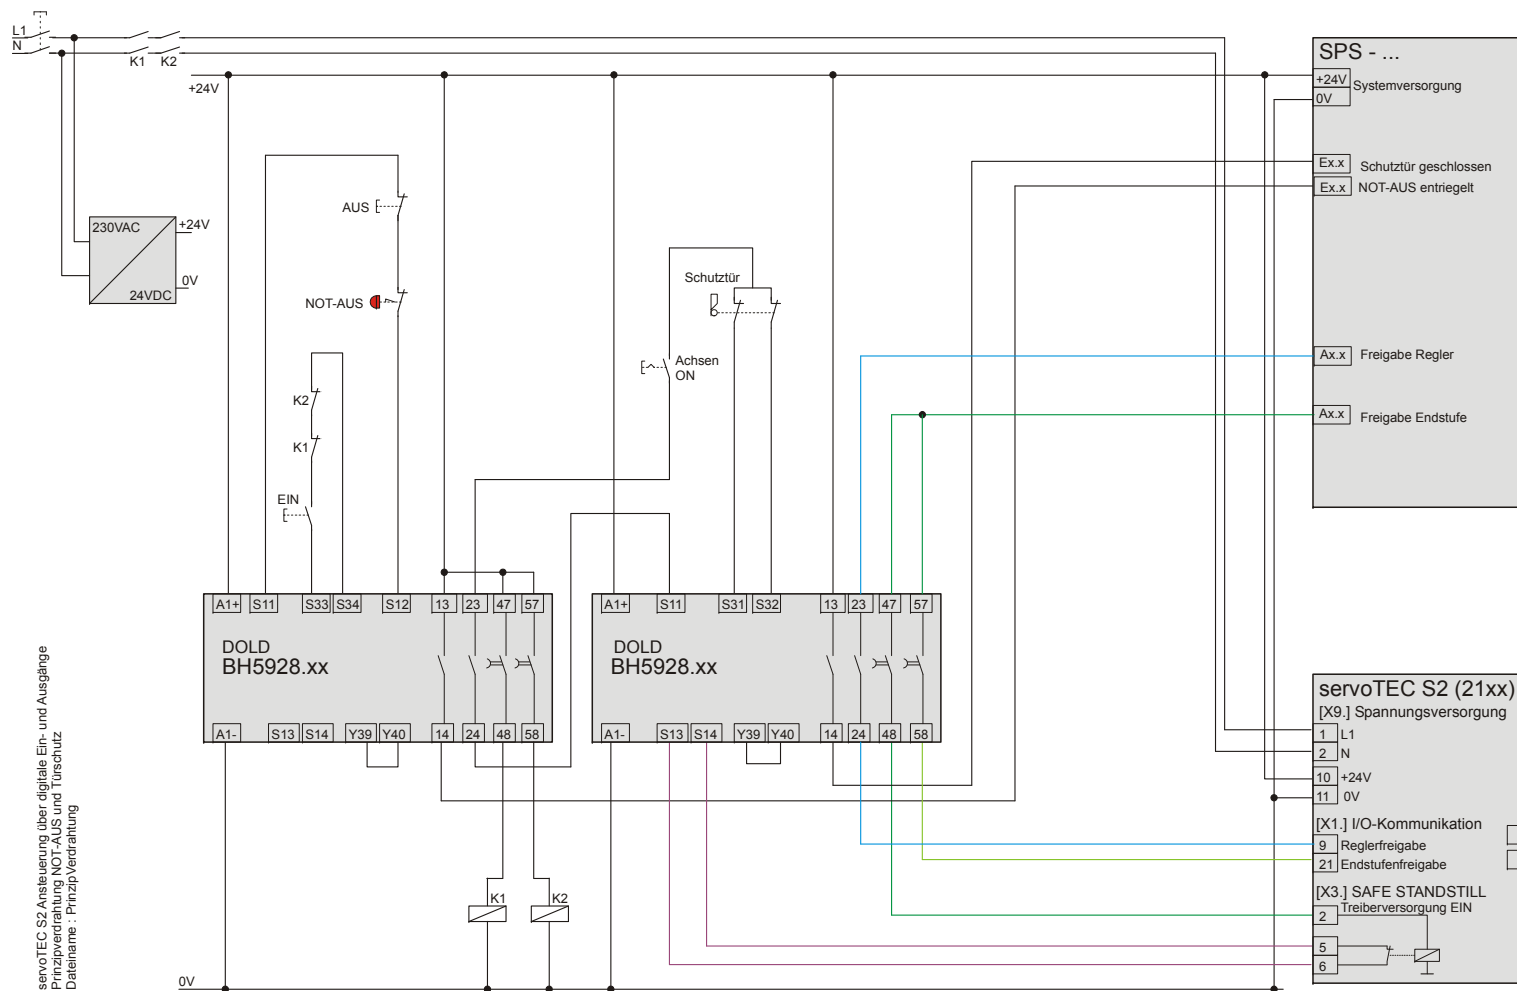 L1
N
K1 K2
+24V
230VAC
24VDC
+24V
0V
AUS
NOT-AUS
K2
K1
EIN
Schutztür
Achsen
ON
A1+ S11 S33 S34 S12 13 23 47 57
DOLD
BH5928.xx
A1- S13 S14 Y39 Y40 14 24 48 58
A1+ S11 S31 S32 13 23 47 57
DOLD
BH5928.xx
A1- S13 S14 Y39 Y40 14 24 48 58
K1
K2
0V
SPS - ...
+24V Systemversorgung
0V
Ex.x Schutztür geschlossen
Ex.x NOT-AUS entriegelt
Ax.x Freigabe Regler
Ax.x Freigabe Endstufe
servoTEC S2 (21xx)
[X9.] Spannungsversorgung
1 L1
2 N
10 +24V
11 0V
[X1.] I/O-Kommunikation
9 Reglerfreigabe
21 Endstufenfreigabe
[X3.] SAFE STANDSTILL
2 Treiberversorgung EIN
5
6
servoTEC S2 Ansteuerung über digitale Ein- und Ausgänge
Prinzipverdrahtung NOT-AUS und Türschutz
Dateiname : PrinzipVerdrahtung